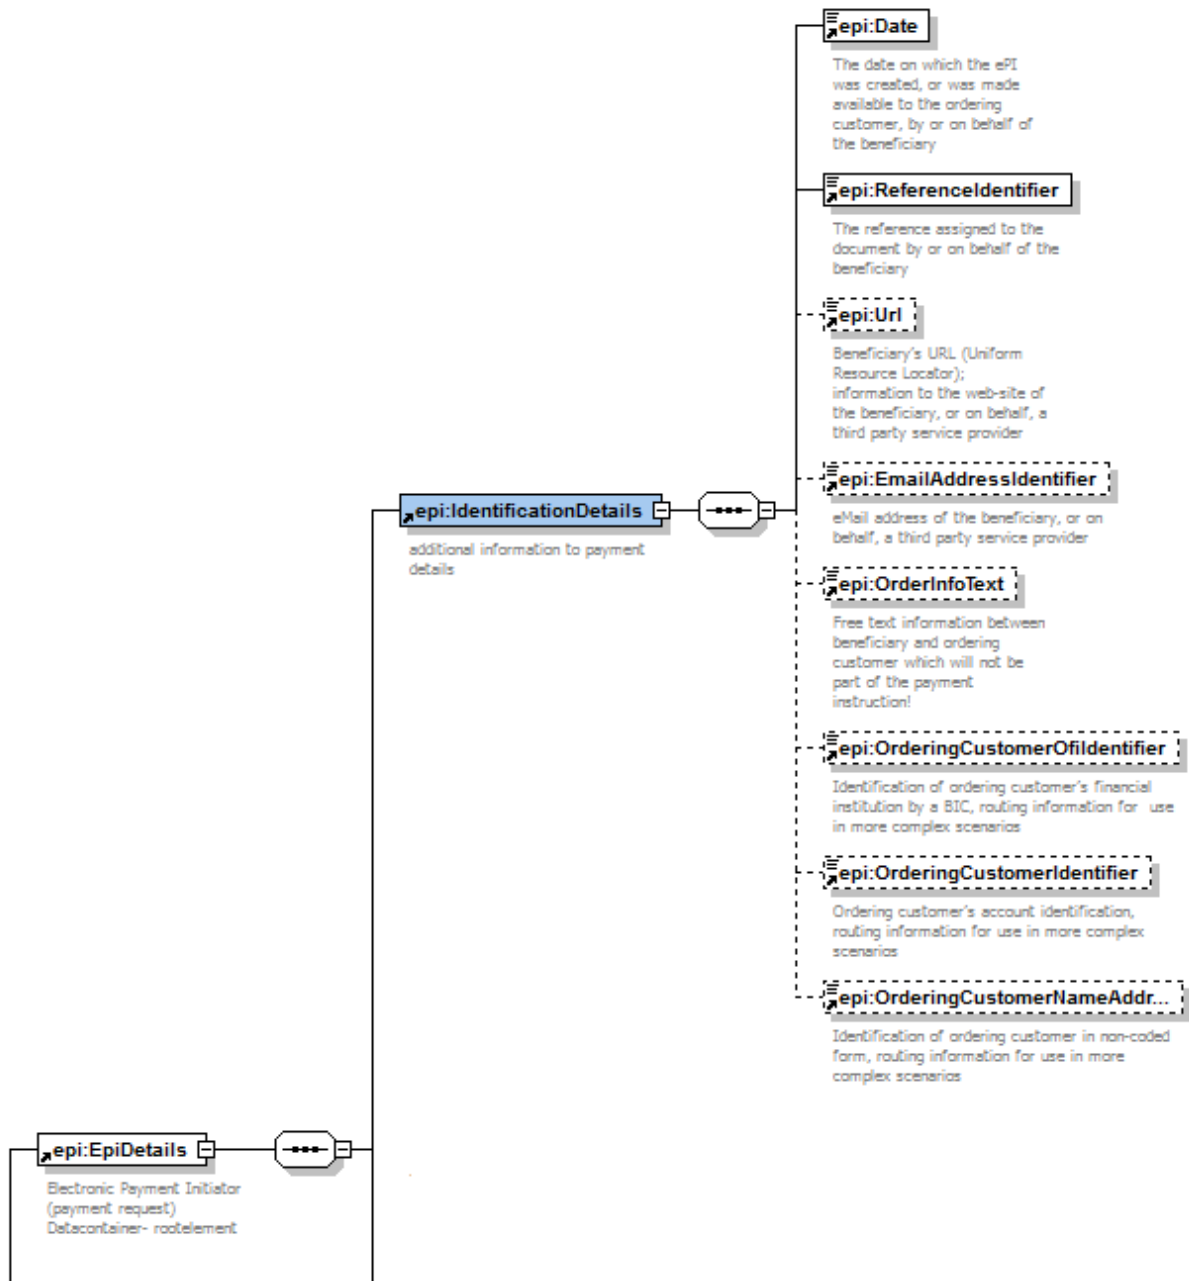 epi:Date
The date on which the ePI
was created, or was made
available to the ordering
customer, by or on behalf of
the beneficiary
epi:ReferenceIdentifier
The reference assigned to the
document by or on behalf of the
beneficiary
epi:Url
Beneficiary's URL (Uniform
Resource Locator);
information to the web-site of
the beneficiary, or on behalf, a
third party service provider
epi:EmailAddressIdentifier
eMail address of the beneficiary, or on
behalf, a third party service provider
epi:IdentificationDetails
additional information to payment
details
epi:OrderInfoText
Free text information between
beneficiary and ordering
customer which will not be
part of the payment
instruction!
epi:OrderingCustomerOfiIdentifier
Identification of ordering customer's financial
institution by a BIC, routing information for use
in more complex scenarios
epi:OrderingCustomerIdentifier
Ordering customer's account identification,
routing information for use in more complex
scenarios
epi:OrderingCustomerNameAddr...
Identification of ordering customer in non-coded
form, routing information for use in more
complex scenarios
epi:EpiDetails
Electronic Payment Initiator
(payment request)
Datacontainer- rootelement